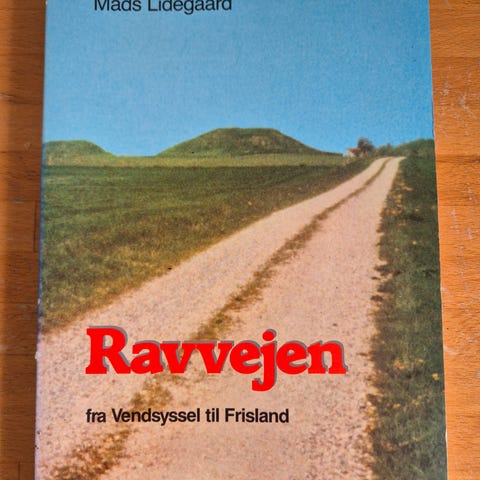 Mads Lidegaard
Ravvejen
fra Vendsyssel til Frisland